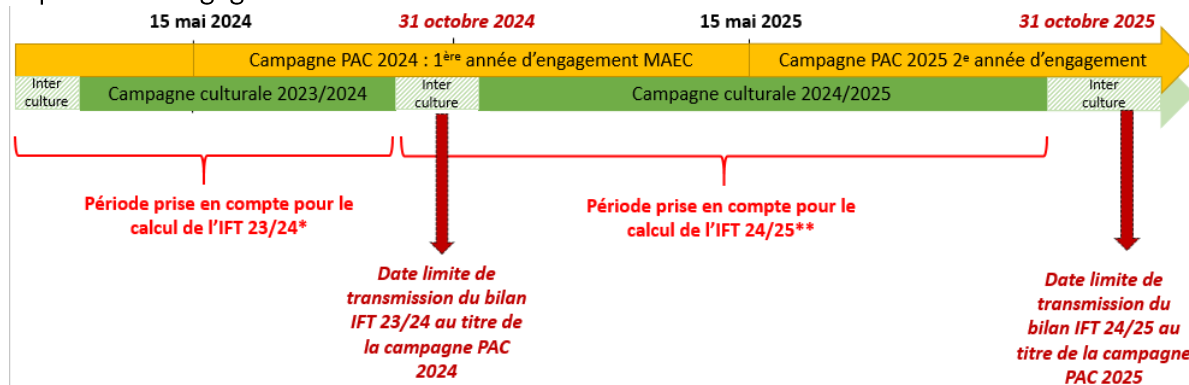 15 mai 2024
31 octobre 2024
15 mai 2025
31 octobre 2025
Campagne PAC 2024 : 1ère année d’engagement MAEC
Campagne PAC 2025 2e année d’engagement
Inter
culture
Campagne culturale 2023/2024
Inter
culture
Campagne culturale 2024/2025
Inter
culture
Période prise en compte pour le
calcul de l’IFT 23/24*
Période prise en compte pour le
calcul de l’IFT 24/25**
Date limite de
transmission du bilan
IFT 23/24 au titre de
la campagne PAC
2024
Date limite de
transmission du
bilan IFT 24/25 au
titre de la campagne
PAC 2025